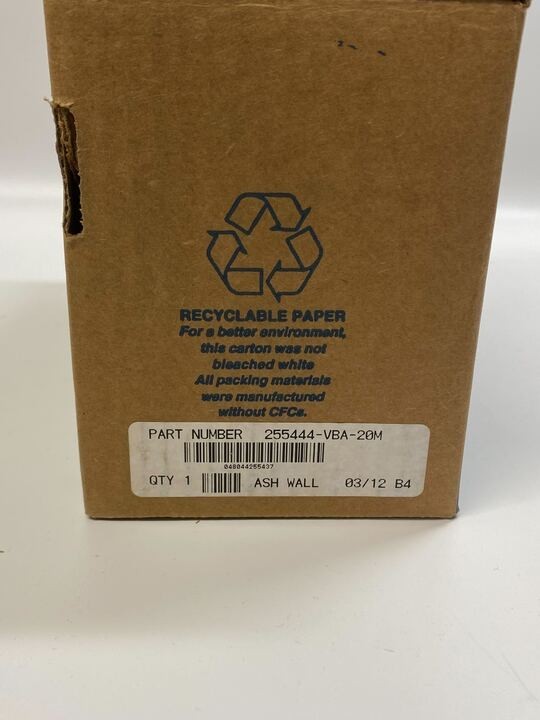 RECYCLABLE PAPER
For a better environment,
this carton was not
bleached white
All packing materials
were manufactured
without CFCs.
PART NUMBER 255444-VBA-20M
048044255437
QTY 1 ASH WALL 03/12 B4